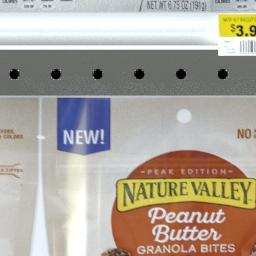 NET WT 6.75 OZ (191g)
$3.9
NEW!
NO
PEAK EDITION
NATURE VALLEY
Peanut
Butter
GRANOLA BITES